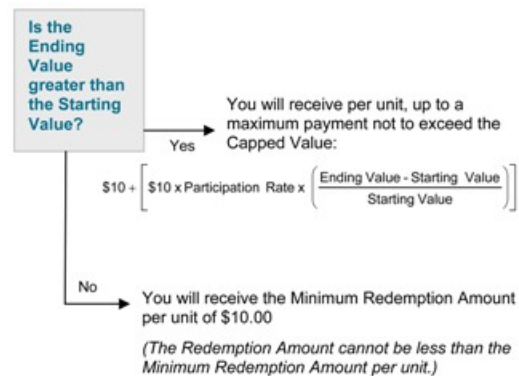 Is the
Ending
Value
greater than
the Starting
Value?
Yes
You will receive per unit, up to a
maximum payment not to exceed the
Capped Value:
$10 + [ $10 x Participation Rate x ( Ending Value - Starting Value
Starting Value ) ]
No
You will receive the Minimum Redemption Amount
per unit of $10.00
(The Redemption Amount cannot be less than the
Minimum Redemption Amount per unit.)